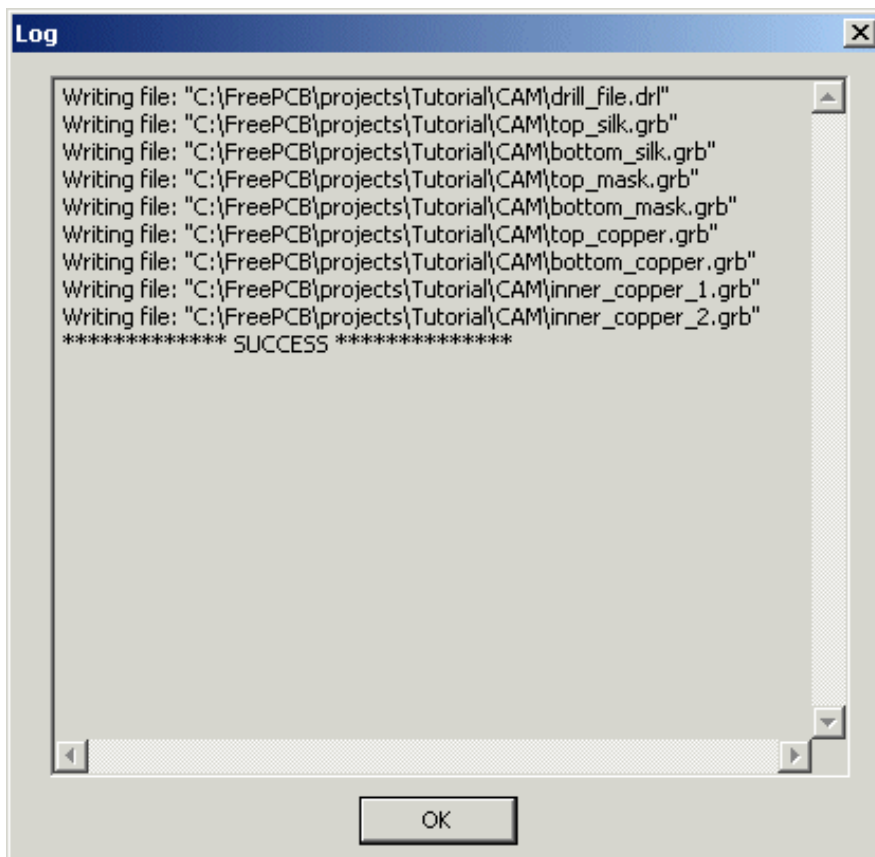 Log
Writing file: "C:\FreePCB\projects\Tutorial\CAM\drill_file.drl"
Writing file: "C:\FreePCB\projects\Tutorial\CAM\top_silk.grb"
Writing file: "C:\FreePCB\projects\Tutorial\CAM\bottom_silk.grb"
Writing file: "C:\FreePCB\projects\Tutorial\CAM\top_mask.grb"
Writing file: "C:\FreePCB\projects\Tutorial\CAM\bottom_mask.grb"
Writing file: "C:\FreePCB\projects\Tutorial\CAM\top_copper.grb"
Writing file: "C:\FreePCB\projects\Tutorial\CAM\bottom_copper.grb"
Writing file: "C:\FreePCB\projects\Tutorial\CAM\inner_copper_1.grb"
Writing file: "C:\FreePCB\projects\Tutorial\CAM\inner_copper_2.grb"
************* SUCCESS **************
OK